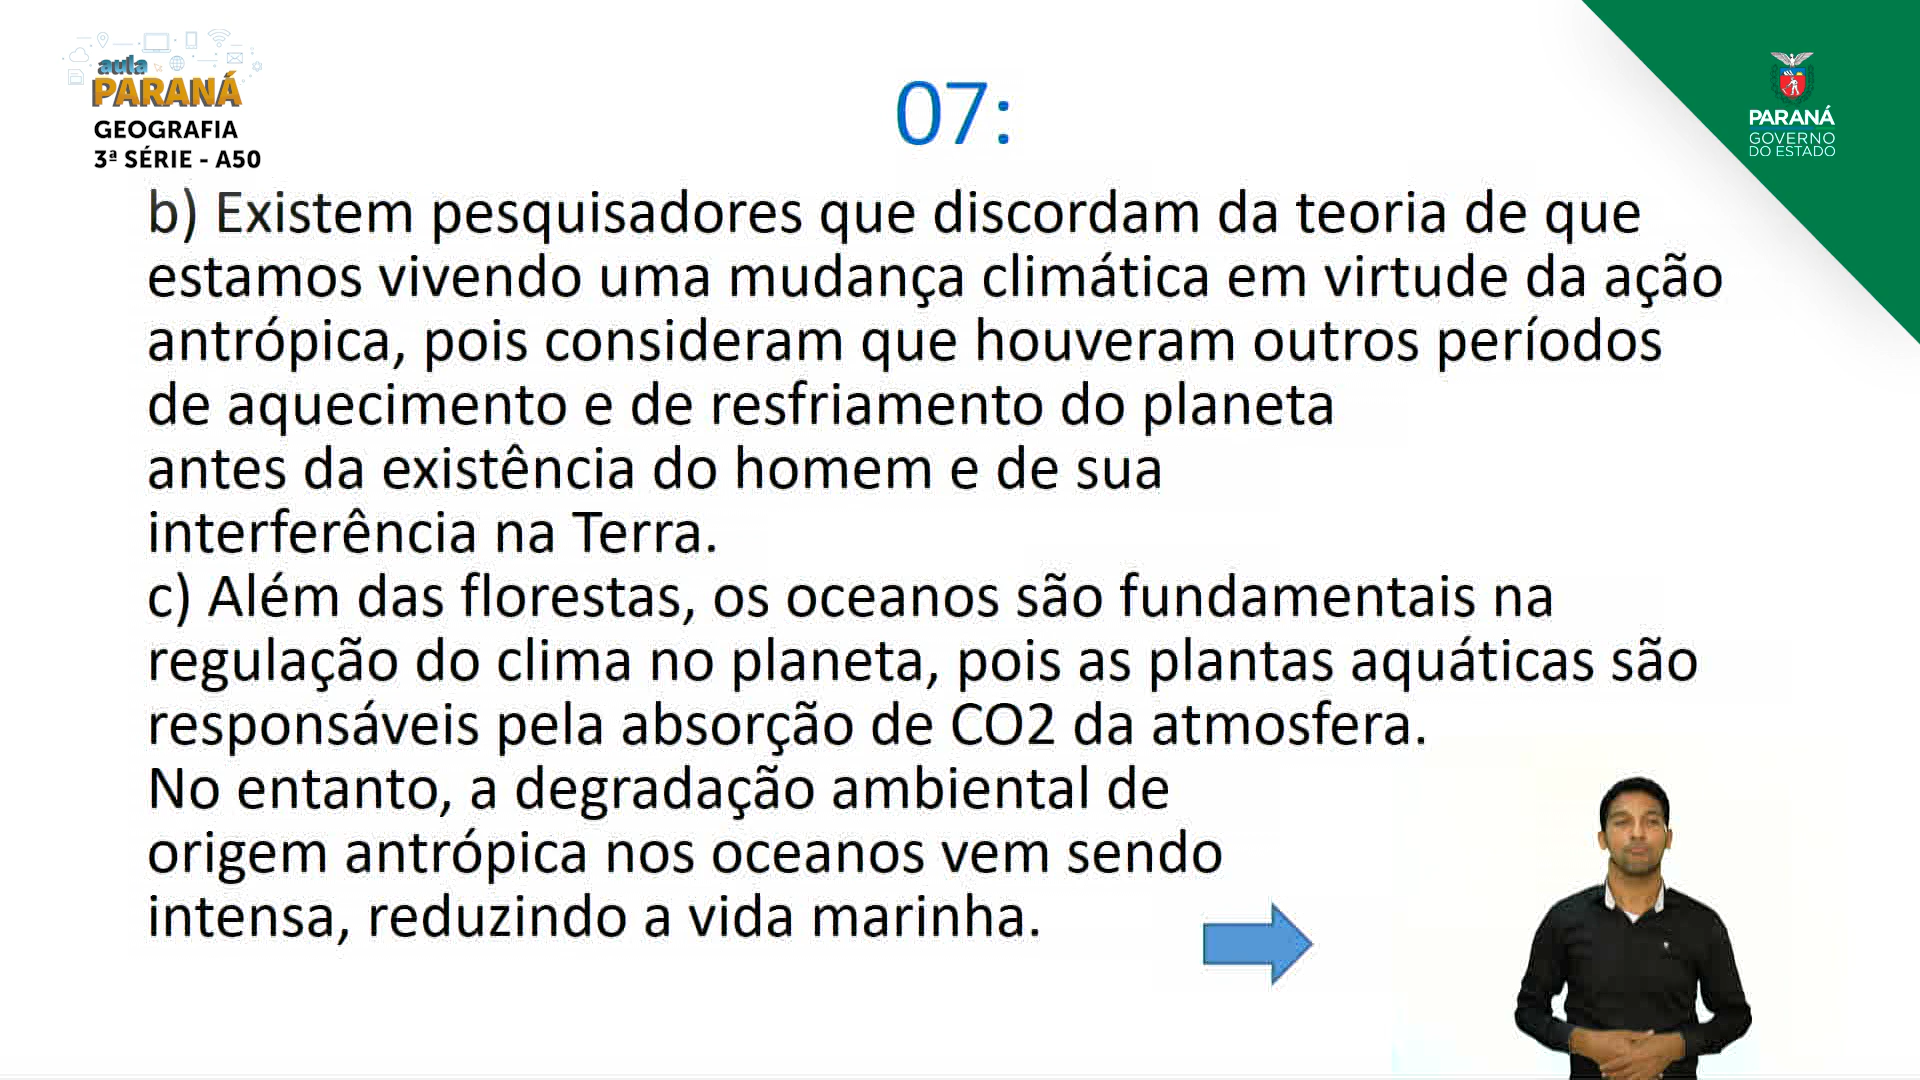 aula
PARANÁ
GEOGRAFIA
3ª SÉRIE - A50
07:
PARANÁ
GOVERNO
DO ESTADO
b) Existem pesquisadores que discordam da teoria de que
estamos vivendo uma mudança climática em virtude da ação
antrópica, pois consideram que houveram outros períodos
de aquecimento e de resfriamento do planeta
antes da existência do homem e de sua
interferência na Terra.
c) Além das florestas, os oceanos são fundamentais na
regulação do clima no planeta, pois as plantas aquáticas são
responsáveis pela absorção de CO2 da atmosfera.
No entanto, a degradação ambiental de
origem antrópica nos oceanos vem sendo
intensa, reduzindo a vida marinha.